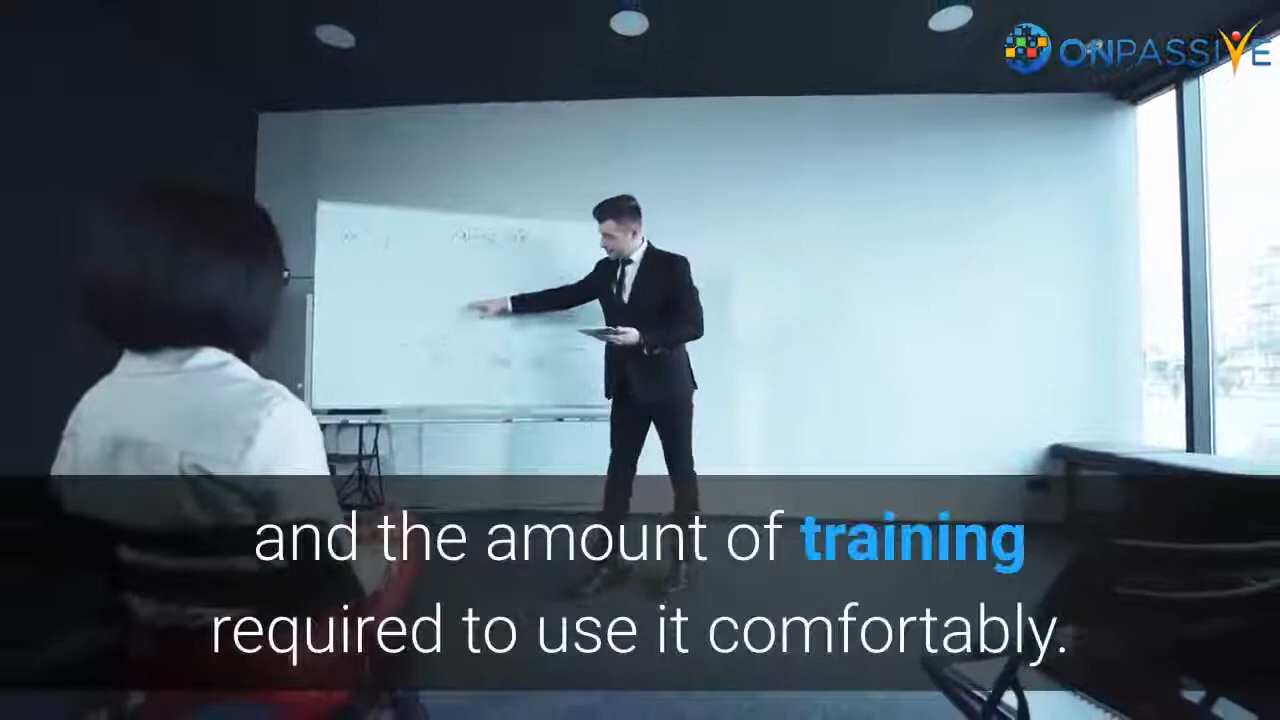 ONPASSIVE
and the amount of training
required to use it comfortably.